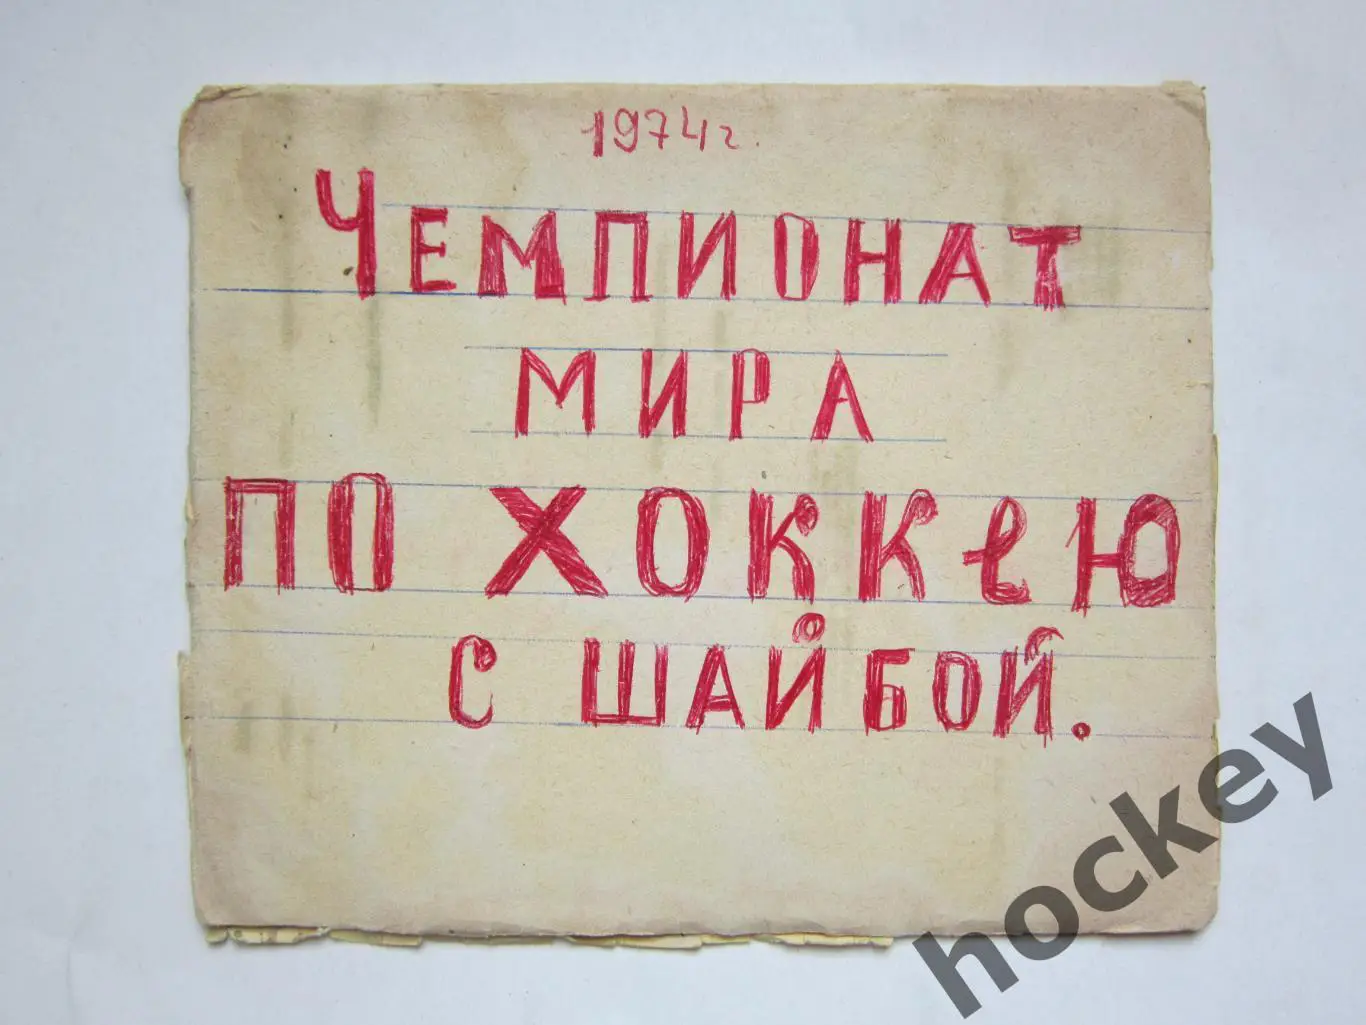 1974г.
ЧЕМПИОНАТ
МИРА
ПО ХОККеЮ
С ШАЙБОЙ.
hockey